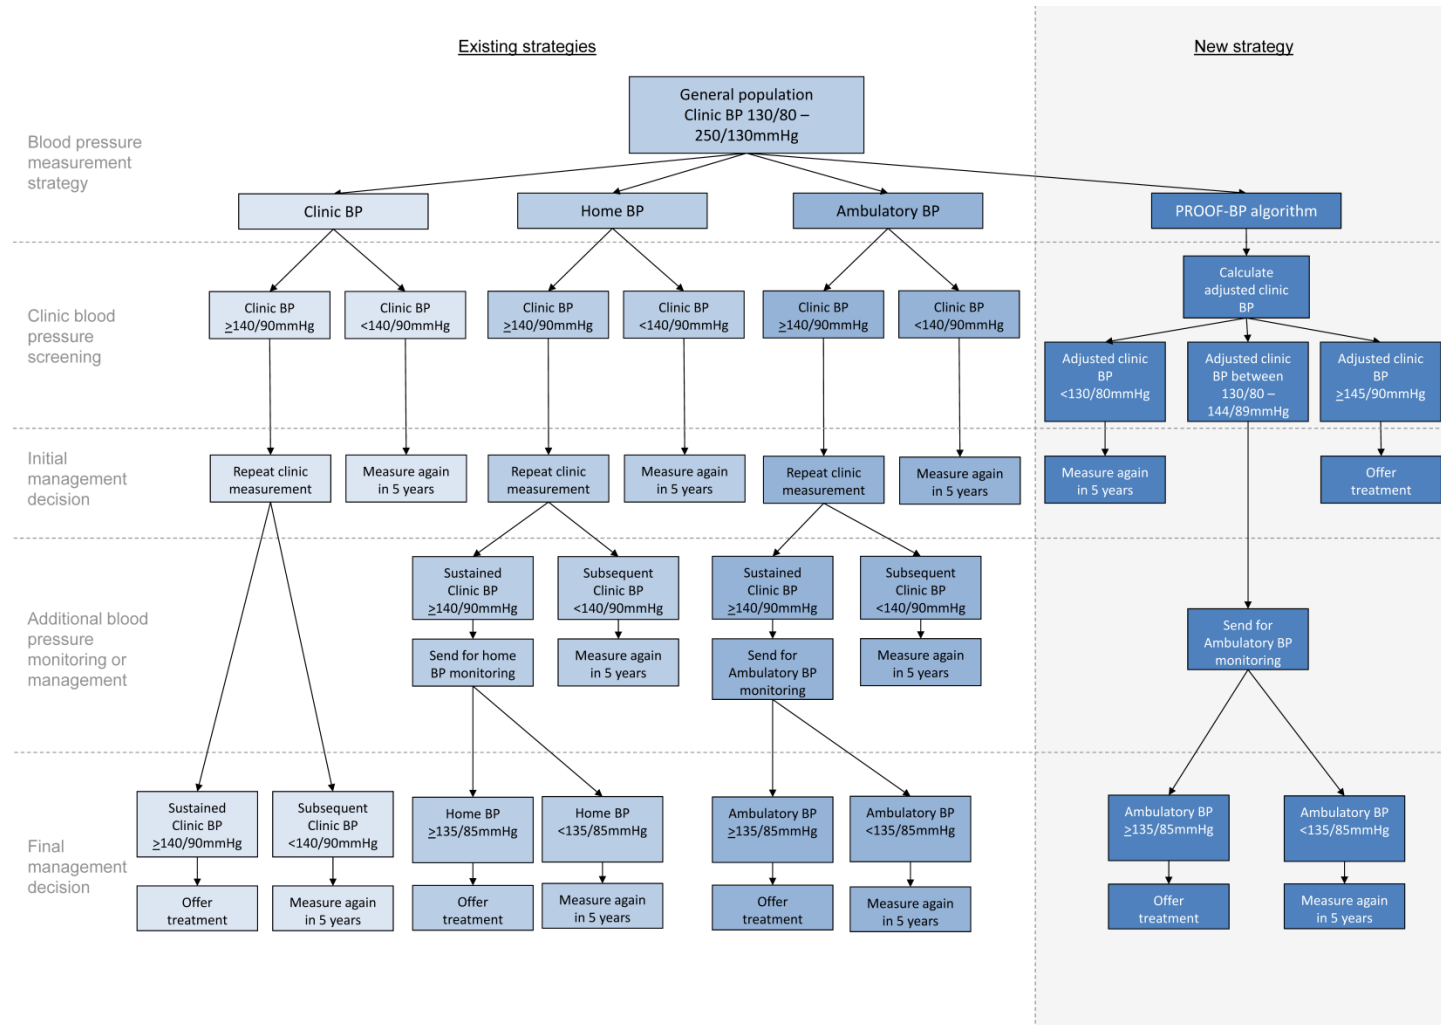 Existing strategies
New strategy
General population
Clinic BP 130/80 –
250/130mmHg
Blood pressure
measurement
strategy
Clinic BP
Home BP
Ambulatory BP
PROOF-BP algorithm
Clinic blood
pressure
screening
Clinic BP
≥140/90mmHg
Clinic BP
<140/90mmHg
Clinic BP
≥140/90mmHg
Clinic BP
<140/90mmHg
Clinic BP
≥140/90mmHg
Clinic BP
<140/90mmHg
Calculate
adjusted clinic
BP
Adjusted clinic
BP
<130/80mmHg
Adjusted clinic
BP between
130/80 –
144/89mmHg
Adjusted clinic
BP
≥145/90mmHg
Initial
management
decision
Repeat clinic
measurement
Measure again
in 5 years
Repeat clinic
measurement
Measure again
in 5 years
Repeat clinic
measurement
Measure again
in 5 years
Measure again
in 5 years
Offer
treatment
Additional blood
pressure
monitoring or
management
Sustained
Clinic BP
≥140/90mmHg
Subsequent
Clinic BP
<140/90mmHg
Sustained
Clinic BP
≥140/90mmHg
Subsequent
Clinic BP
<140/90mmHg
Send for home
BP monitoring
Measure again
in 5 years
Send for
Ambulatory BP
monitoring
Measure again
in 5 years
Send for
Ambulatory BP
monitoring
Final
management
decision
Sustained
Clinic BP
≥140/90mmHg
Subsequent
Clinic BP
<140/90mmHg
Home BP
≥135/85mmHg
Home BP
<135/85mmHg
Ambulatory BP
≥135/85mmHg
Ambulatory BP
<135/85mmHg
Ambulatory BP
≥135/85mmHg
Ambulatory BP
<135/85mmHg
Offer
treatment
Measure again
in 5 years
Offer
treatment
Measure again
in 5 years
Offer
treatment
Measure again
in 5 years
Offer
treatment
Measure again
in 5 years